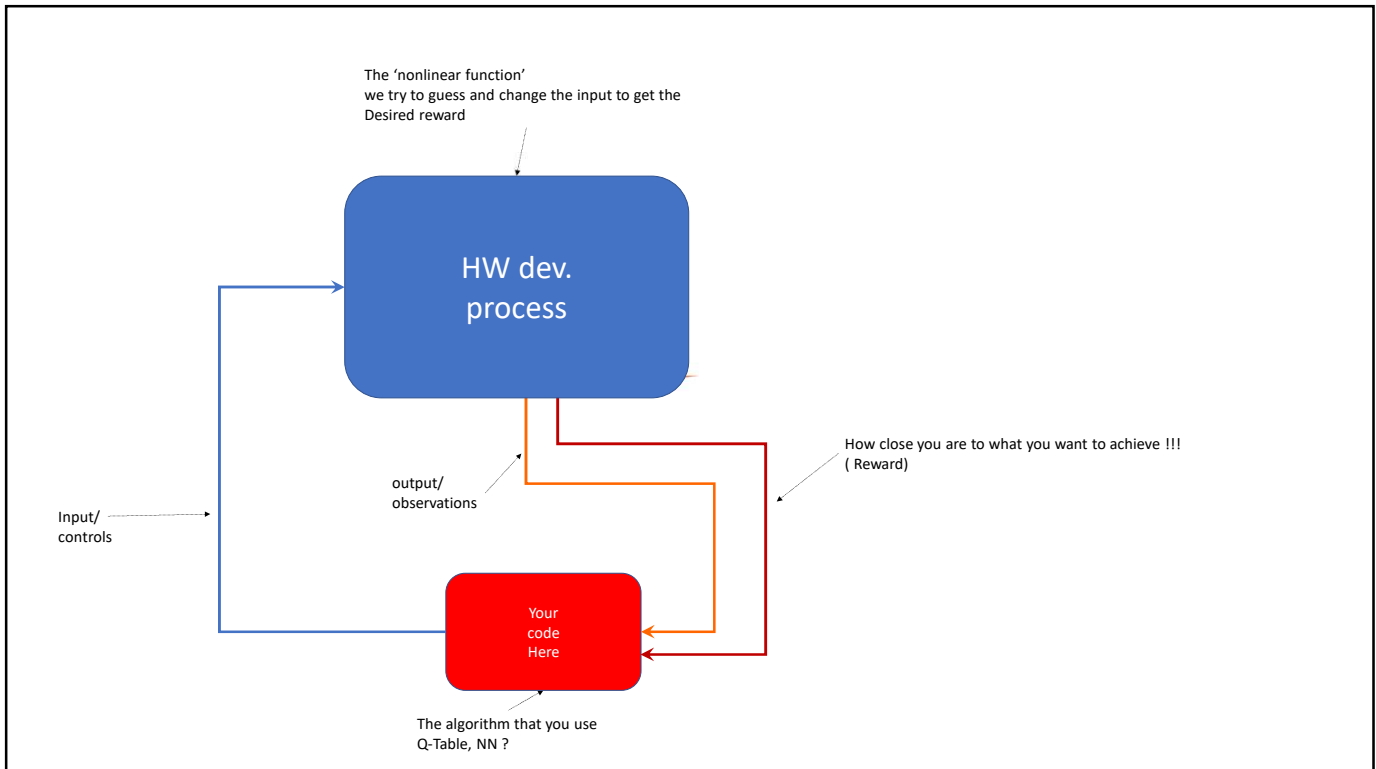 The ‘nonlinear function’
we try to guess and change the input to get the
Desired reward
HW dev.
process
How close you are to what you want to achieve !!!
( Reward)
output/
observations
Input/
controls
Your
code
Here
The algorithm that you use
Q-Table, NN ?